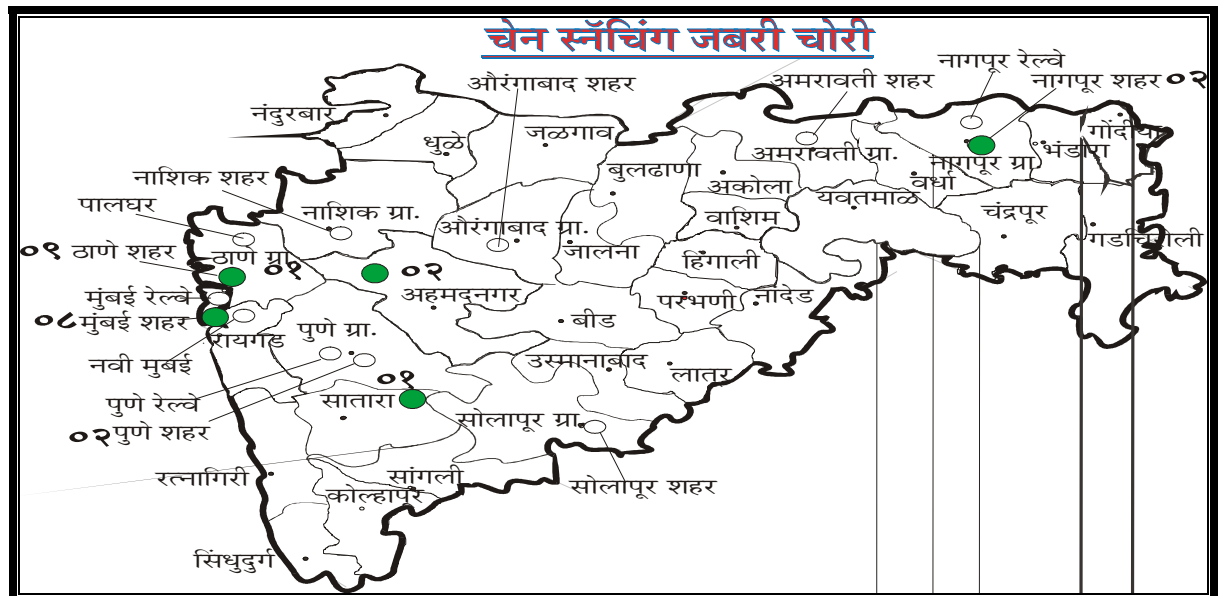 चेन स्नॅचिंग जबरी चोरी
नागपूर रेल्वे
औरंगाबाद शहर
अमरावती शहर
नागपूर शहर ०२
नंदुरबार
धुळे
जळगाव
गोंदीया
भंडारा
अमरावती ग्रा.
नागपूर ग्रा.
बुलढाणा
नाशिक शहर
अकोला
वर्धा
यवतमाळ
पालघर
नाशिक ग्रा.
वाशिम
चंद्रपूर
औरंगाबाद ग्रा.
जालना
गडचिरोली
०९ ठाणे शहर
ठाणे ग्रा.
०१
०२
हिंगोली
मुंबई रेल्वे
अहमदनगर
परभणी
नांदेड
०८ मुंबई शहर
पुणे ग्रा.
बीड
रायगड
नवी मुंबई
उस्मानाबाद
लातूर
०१
पुणे रेल्वे
सातारा
सोलापूर ग्रा.
०२ पुणे शहर
रत्नागिरी
सांगली
सोलापूर शहर
कोल्हापूर
सिंधुदुर्ग